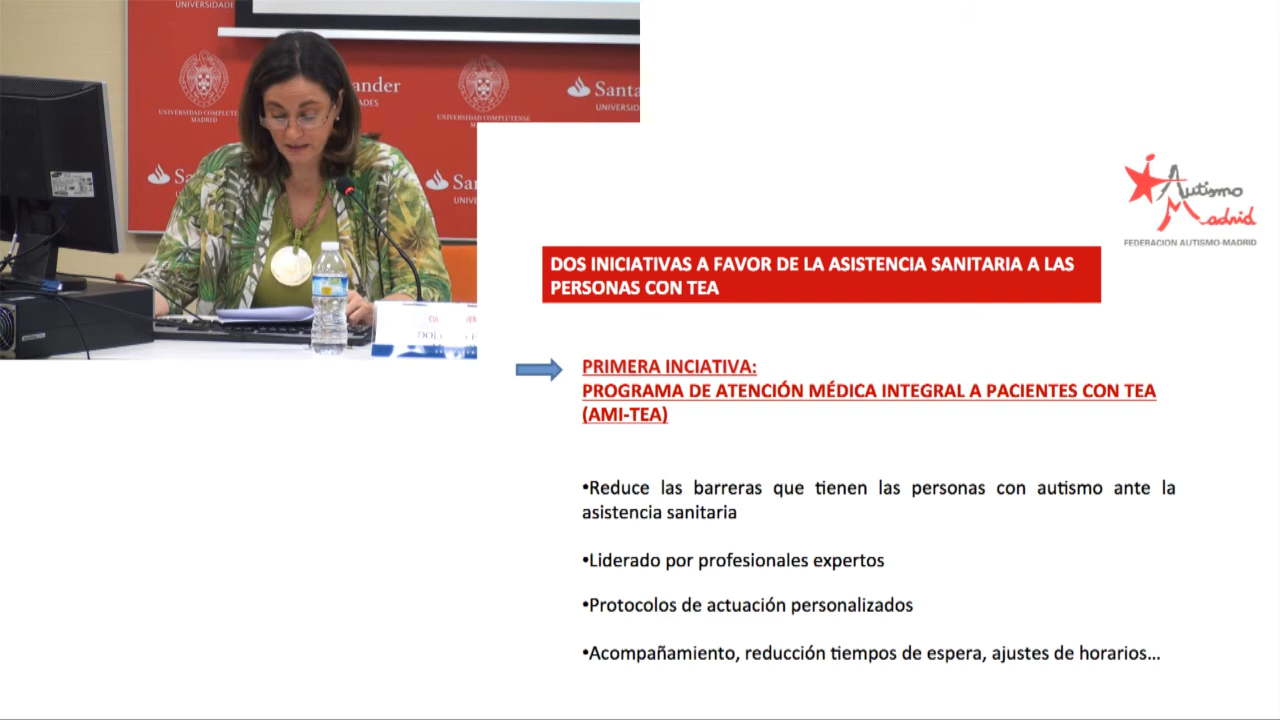 UNIVERSIDADE
UNIVERSIDAD COMPLUTENSE
MADRID
UNIVERSIDAD COMPLUTENSE
Autismo
Madrid
FEDERACION AUTISMO-MADRID
DOS INICIATIVAS A FAVOR DE LA ASISTENCIA SANITARIA A LAS
PERSONAS CON TEA
PRIMERA INCIATIVA:
PROGRAMA DE ATENCIÓN MÉDICA INTEGRAL A PACIENTES CON TEA
(AMI-TEA)
•Reduce las barreras que tienen las personas con autismo ante la
asistencia sanitaria
•Liderado por profesionales expertos
•Protocolos de actuación personalizados
•Acompañamiento, reducción tiempos de espera, ajustes de horarios...